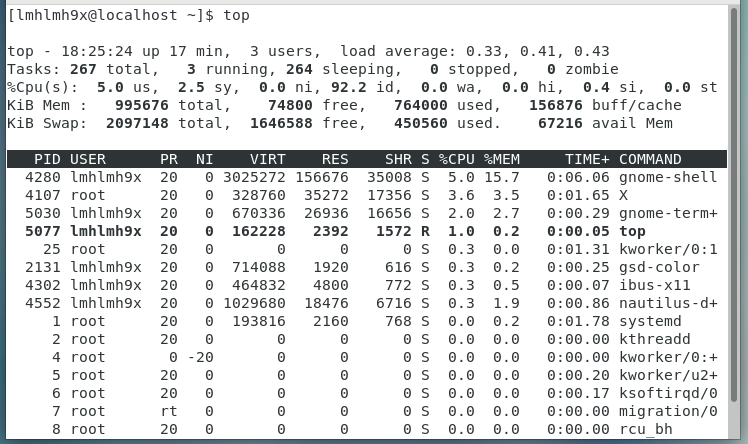 [lmhlmh9x@localhost ~]$ top
top - 18:25:24 up 17 min,  3 users,  load average: 0.33, 0.41, 0.43
Tasks: 267 total,   3 running, 264 sleeping,   0 stopped,   0 zombie
%Cpu(s):  5.0 us,  2.5 sy,  0.0 ni, 92.2 id,  0.0 wa,  0.0 hi,  0.4 si,  0.0 st
KiB Mem :   995676 total,    74800 free,   764000 used,   156876 buff/cache
KiB Swap:  2097148 total,  1646588 free,   450560 used.    67216 avail Mem
PID USER      PR  NI    VIRT    RES    SHR S %CPU %MEM     TIME+ COMMAND
4280 lmhlmh9x  20   0 3025272 156676  35008 S  5.0 15.7   0:06.06 gnome-shell
4107 root      20   0  328760  35272  17356 S  3.6  3.5   0:01.65 X
5030 lmhlmh9x  20   0  670336  26936  16656 S  2.0  2.7   0:00.29 gnome-term+
5077 lmhlmh9x  20   0  162228   2392   1572 R  1.0  0.2   0:00.05 top
25 root      20   0       0      0      0 S  0.3  0.0   0:01.31 kworker/0:1
2131 lmhlmh9x  20   0  714088   1920    616 S  0.3  0.2   0:00.25 gsd-color
4302 lmhlmh9x  20   0  464832   4800    772 S  0.3  0.5   0:00.07 ibus-x11
4552 lmhlmh9x  20   0 1029680  18476   6716 S  0.3  1.9   0:00.86 nautilus-d+
1 root      20   0  193816   2160    768 S  0.0  0.2   0:01.78 systemd
2 root      20   0       0      0      0 S  0.0  0.0   0:00.00 kthreadd
4 root       0 -20       0      0      0 S  0.0  0.0   0:00.00 kworker/0:+
5 root      20   0       0      0      0 S  0.0  0.0   0:00.20 kworker/u2+
6 root      20   0       0      0      0 S  0.0  0.0   0:00.17 ksoftirqd/0
7 root      rt   0       0      0      0 S  0.0  0.0   0:00.00 migration/0
8 root      20   0       0      0      0 S  0.0  0.0   0:00.00 rcu_bh